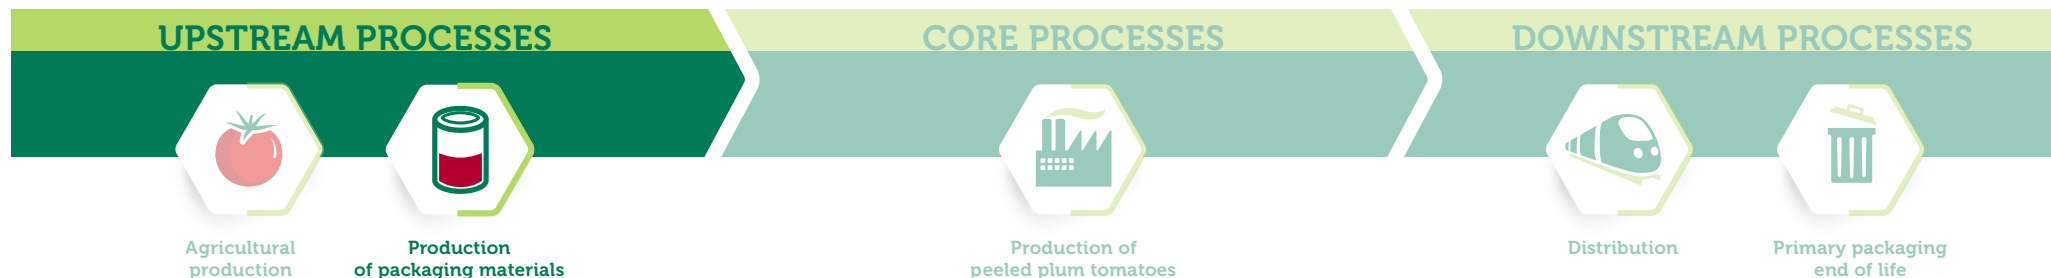 UPSTREAM PROCESSES
CORE PROCESSES
DOWNSTREAM PROCESSES
Agricultural
production
Production
of packaging materials
Production of
peeled plum tomatoes
Distribution
Primary packaging
end of life